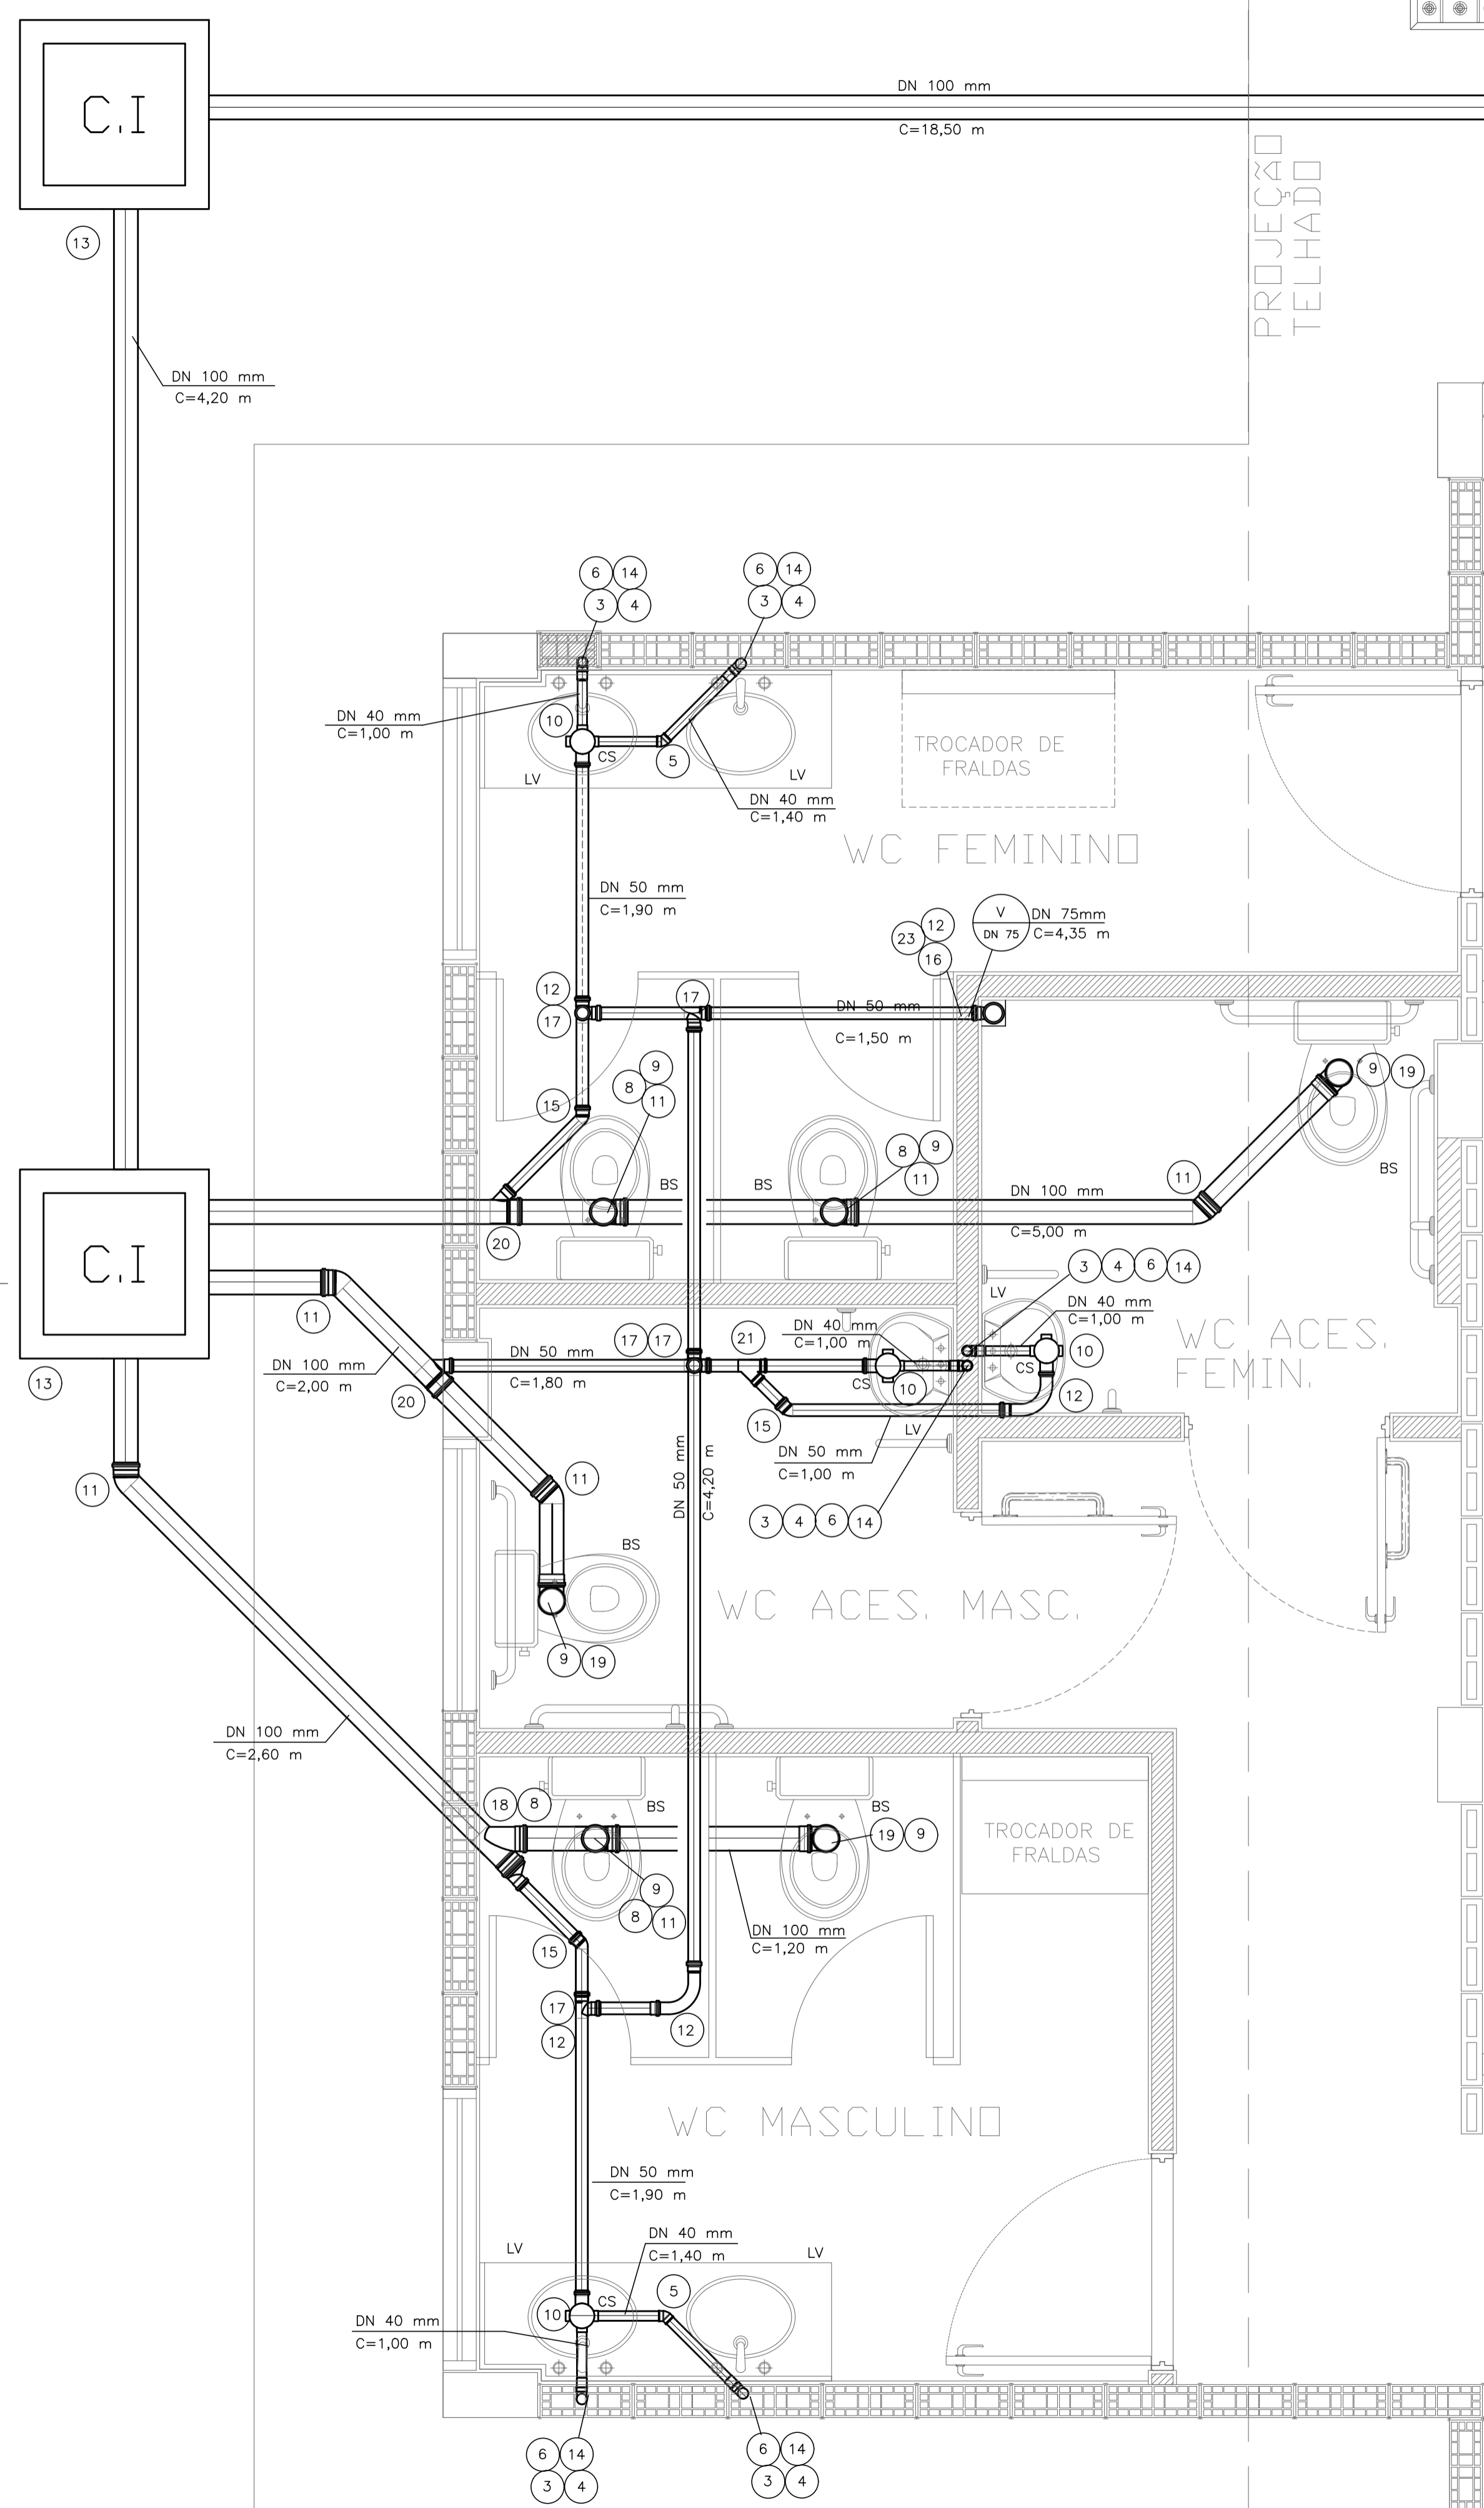 C.I
DN 100 mm
C=18,50 m
PROJEÇÃO
TELHADO
13
DN 100 mm
C=4,20 m
6 14
3 4
6 14
3 4
DN 40 mm
C=1,00 m
10
CS
5
LV
LV
DN 40 mm
C=1,40 m
TROCADOR DE
FRALDAS
WC FEMININO
DN 50 mm
C=1,90 m
12
23
16
V
DN 75
DN 75mm
C=4,35 m
12
17
17
DN 50 mm
C=1,50 m
9
8
11
15
9 19
8 9
11
BS
BS
BS
11
DN 100 mm
C=5,00 m
20
C.I
3 4 6 14
LV
DN 40 mm
C=1,00 m
11
17 17
21
DN 40 mm
C=1,00 m
WC ACES.
FEMIN.
10
DN 100 mm
C=2,00 m
DN 50 mm
C=1,80 m
CS
CS
10
13
20
12
15
LV
DN 50 mm
C=1,00 m
11
11
DN 50 mm
C=4,20 m
3 4 6 14
BS
WC ACES. MASC.
9 19
DN 100 mm
C=2,60 m
18 8
BS
BS
19 9
TROCADOR DE
FRALDAS
9
8 11
DN 100 mm
C=1,20 m
15
17
12
12
WC MASCULINO
DN 50 mm
C=1,90 m
LV
DN 40 mm
C=1,40 m
LV
5
CS
10
DN 40 mm
C=1,00 m
6 14
3 4
6 14
3 4